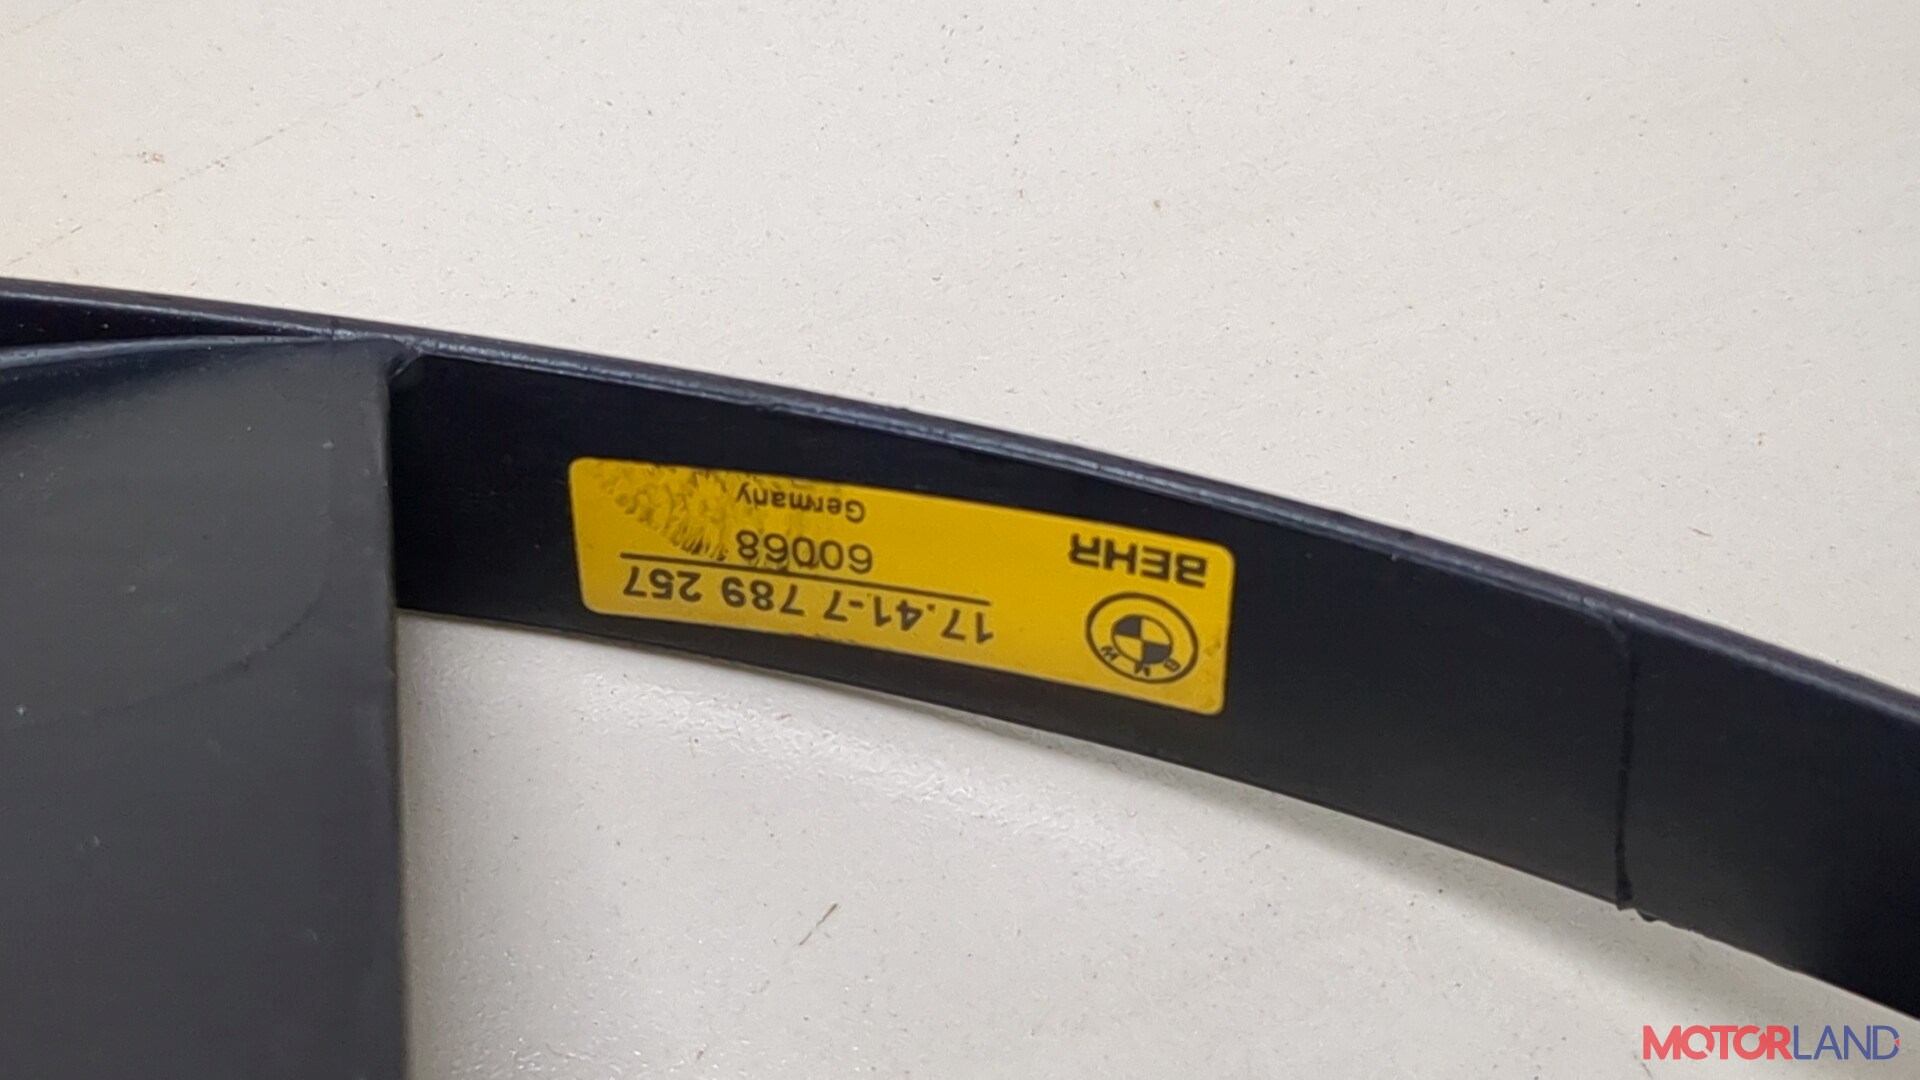 BMW
17.41-7 789 257
BEHR
60068
Germany
MOTORLAND